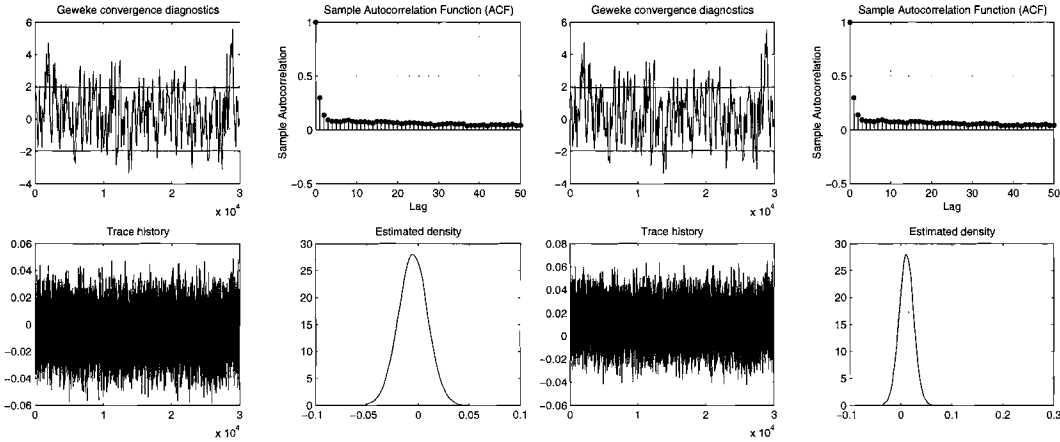 Geweke convergence diagnostics
6
4
2
0
−2
−4
0 1 2 3
x 10^4
Sample Autocorrelation Function (ACF)
Sample Autocorrelation
1
0.5
0
−0.5
0 10 20 30 40 50
Lag
Geweke convergence diagnostics
6
4
2
0
−2
−4
0 1 2 3
x 10^4
Sample Autocorrelation Function (ACF)
Sample Autocorrelation
1
0.5
0
−0.5
0 10 20 30 40 50
Lag
Trace history
0.06
0.04
0.02
0
−0.02
−0.04
−0.06
0 1 2 3
x 10^4
Estimated density
30
25
20
15
10
5
0
−0.1 −0.05 0 0.05 0.1
Trace history
0.08
0.06
0.04
0.02
0
−0.02
−0.04
−0.06
0 1 2 3
x 10^4
Estimated density
30
25
20
15
10
5
0
−0.1 0 0.1 0.2 0.3